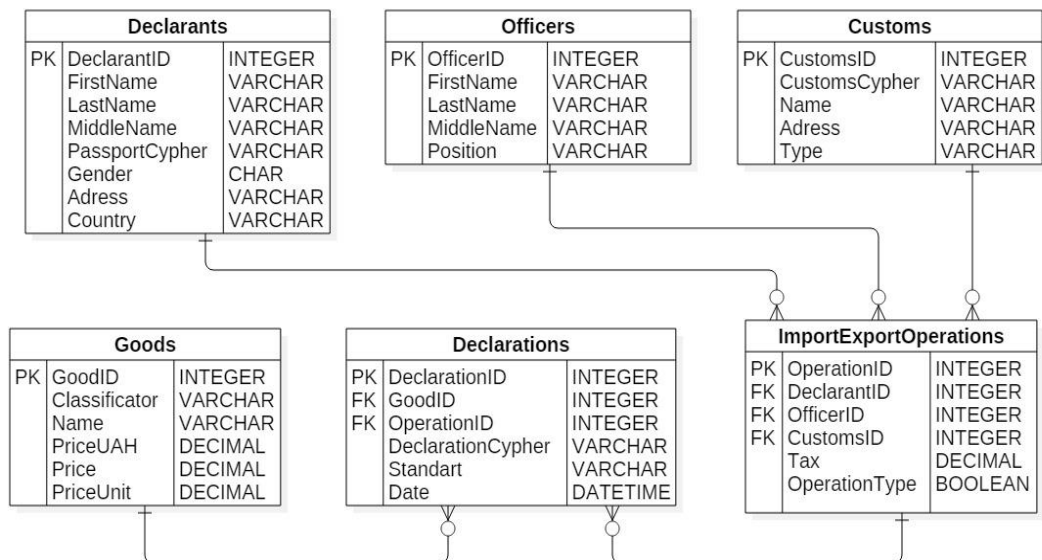 Declarants
PK DeclarantID INTEGER
FirstName VARCHAR
LastName VARCHAR
MiddleName VARCHAR
PassportCypher VARCHAR
Gender CHAR
Adress VARCHAR
Country VARCHAR
Officers
PK OfficerID INTEGER
FirstName VARCHAR
LastName VARCHAR
MiddleName VARCHAR
Position VARCHAR
Customs
PK CustomsID INTEGER
CustomsCypher VARCHAR
Name VARCHAR
Adress VARCHAR
Type VARCHAR
Goods
PK GoodID INTEGER
Classificator VARCHAR
Name VARCHAR
PriceUAH DECIMAL
Price DECIMAL
PriceUnit DECIMAL
Declarations
PK DeclarationID INTEGER
FK GoodID INTEGER
FK OperationID INTEGER
DeclarationCypher VARCHAR
Standart VARCHAR
Date DATETIME
ImportExportOperations
PK OperationID INTEGER
FK DeclarantID INTEGER
FK OfficerID INTEGER
FK CustomsID INTEGER
Tax DECIMAL
OperationType BOOLEAN